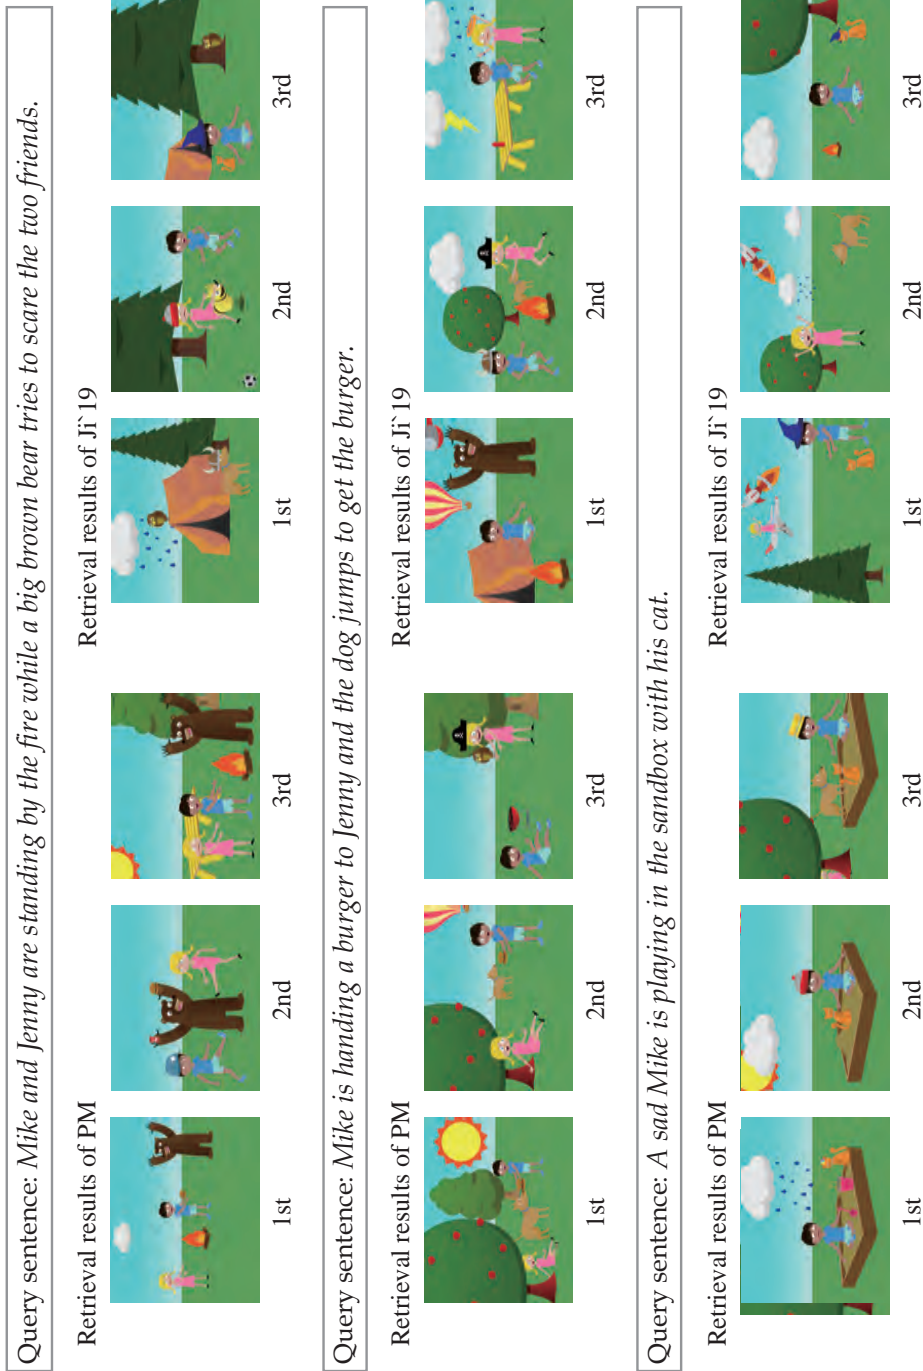 Query sentence: Mike and Jenny are standing by the fire while a big brown bear tries to scare the two friends.
Retrieval results of PM
Retrieval results of Ji`19
1st
2nd
3rd
1st
2nd
3rd
Query sentence: Mike is handing a burger to Jenny and the dog jumps to get the burger.
Retrieval results of PM
Retrieval results of Ji`19
1st
2nd
3rd
1st
2nd
3rd
Query sentence: A sad Mike is playing in the sandbox with his cat.
Retrieval results of PM
Retrieval results of Ji`19
1st
2nd
3rd
1st
2nd
3rd